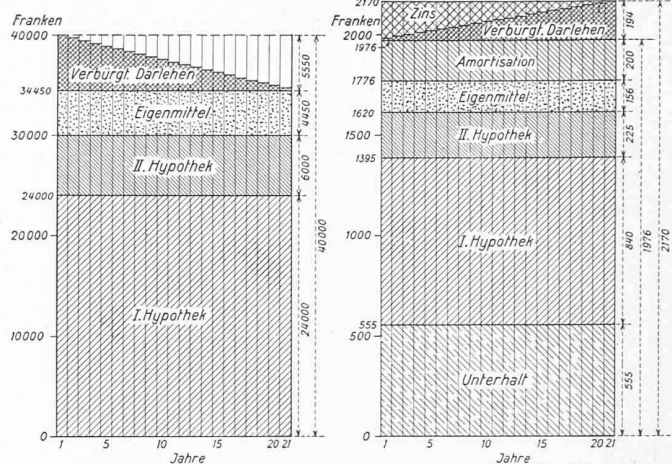 Franken
40000
34450
30000
24000
20000
10000
0
Verbürgt. Darlehen
Eigenmittel
II. Hypothek
I. Hypothek
5550
4450
6000
24000
40000
1
5
10
15
20 21
Jahre
2170
Franken
2000
1976
1776
1620
1500
1395
1000
555
500
0
Zins
Verbürgt. Darlehen
Amortisation
Eigenmittel
II. Hypothek
I. Hypothek
Unterhalt
194
200
156
225
840
555
1976
2170
1
5
10
15
20 21
Jahre